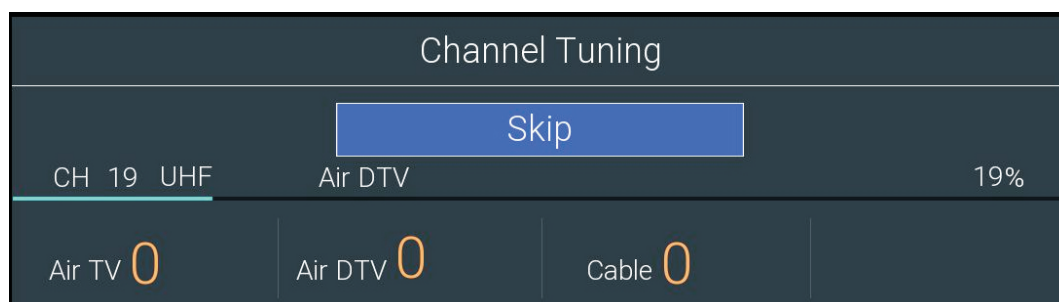 Channel Tuning
Skip
CH 19 UHF Air DTV 19%
Air TV 0 Air DTV 0 Cable 0